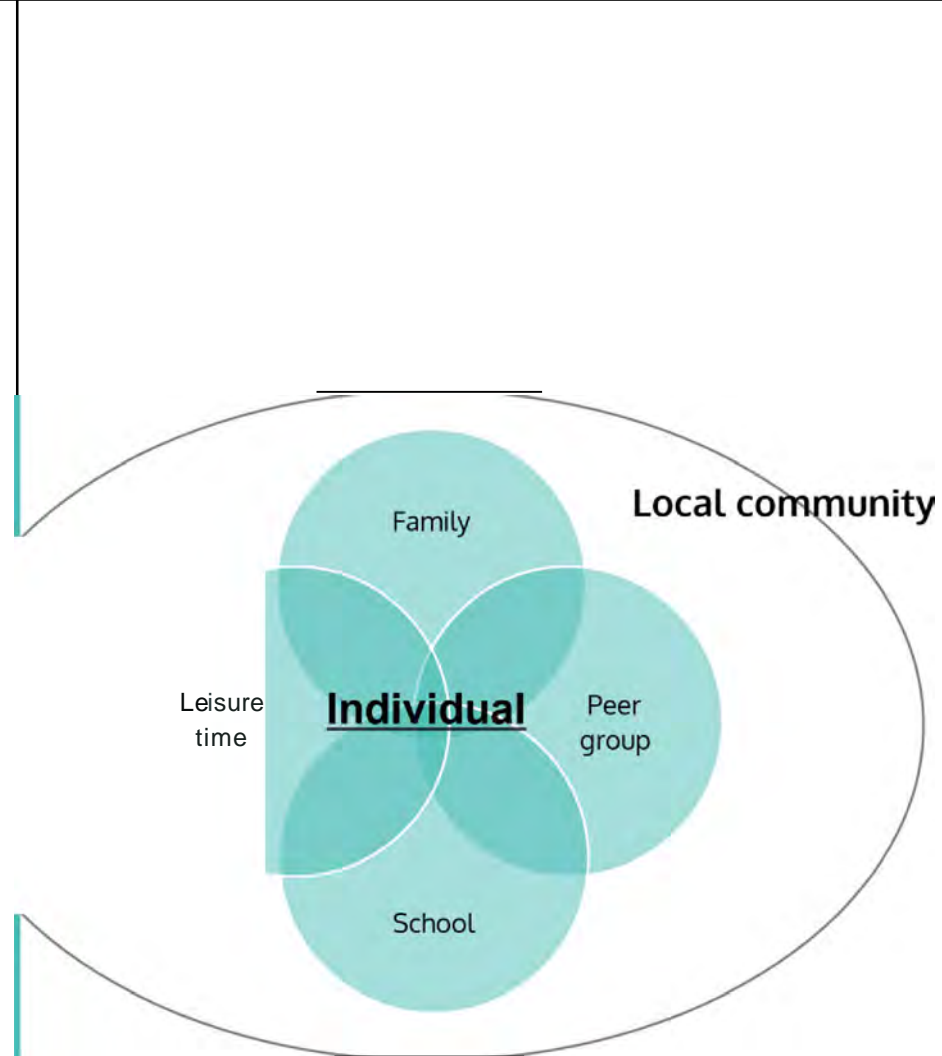 Family
Local community
Leisure
time
Individual
Peer
group
School